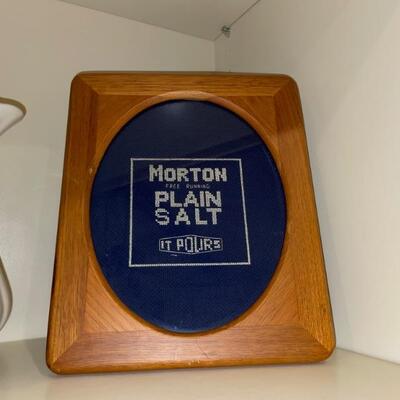 MORTON
FREE RUNNING
PLAIN
SALT
IT POURS